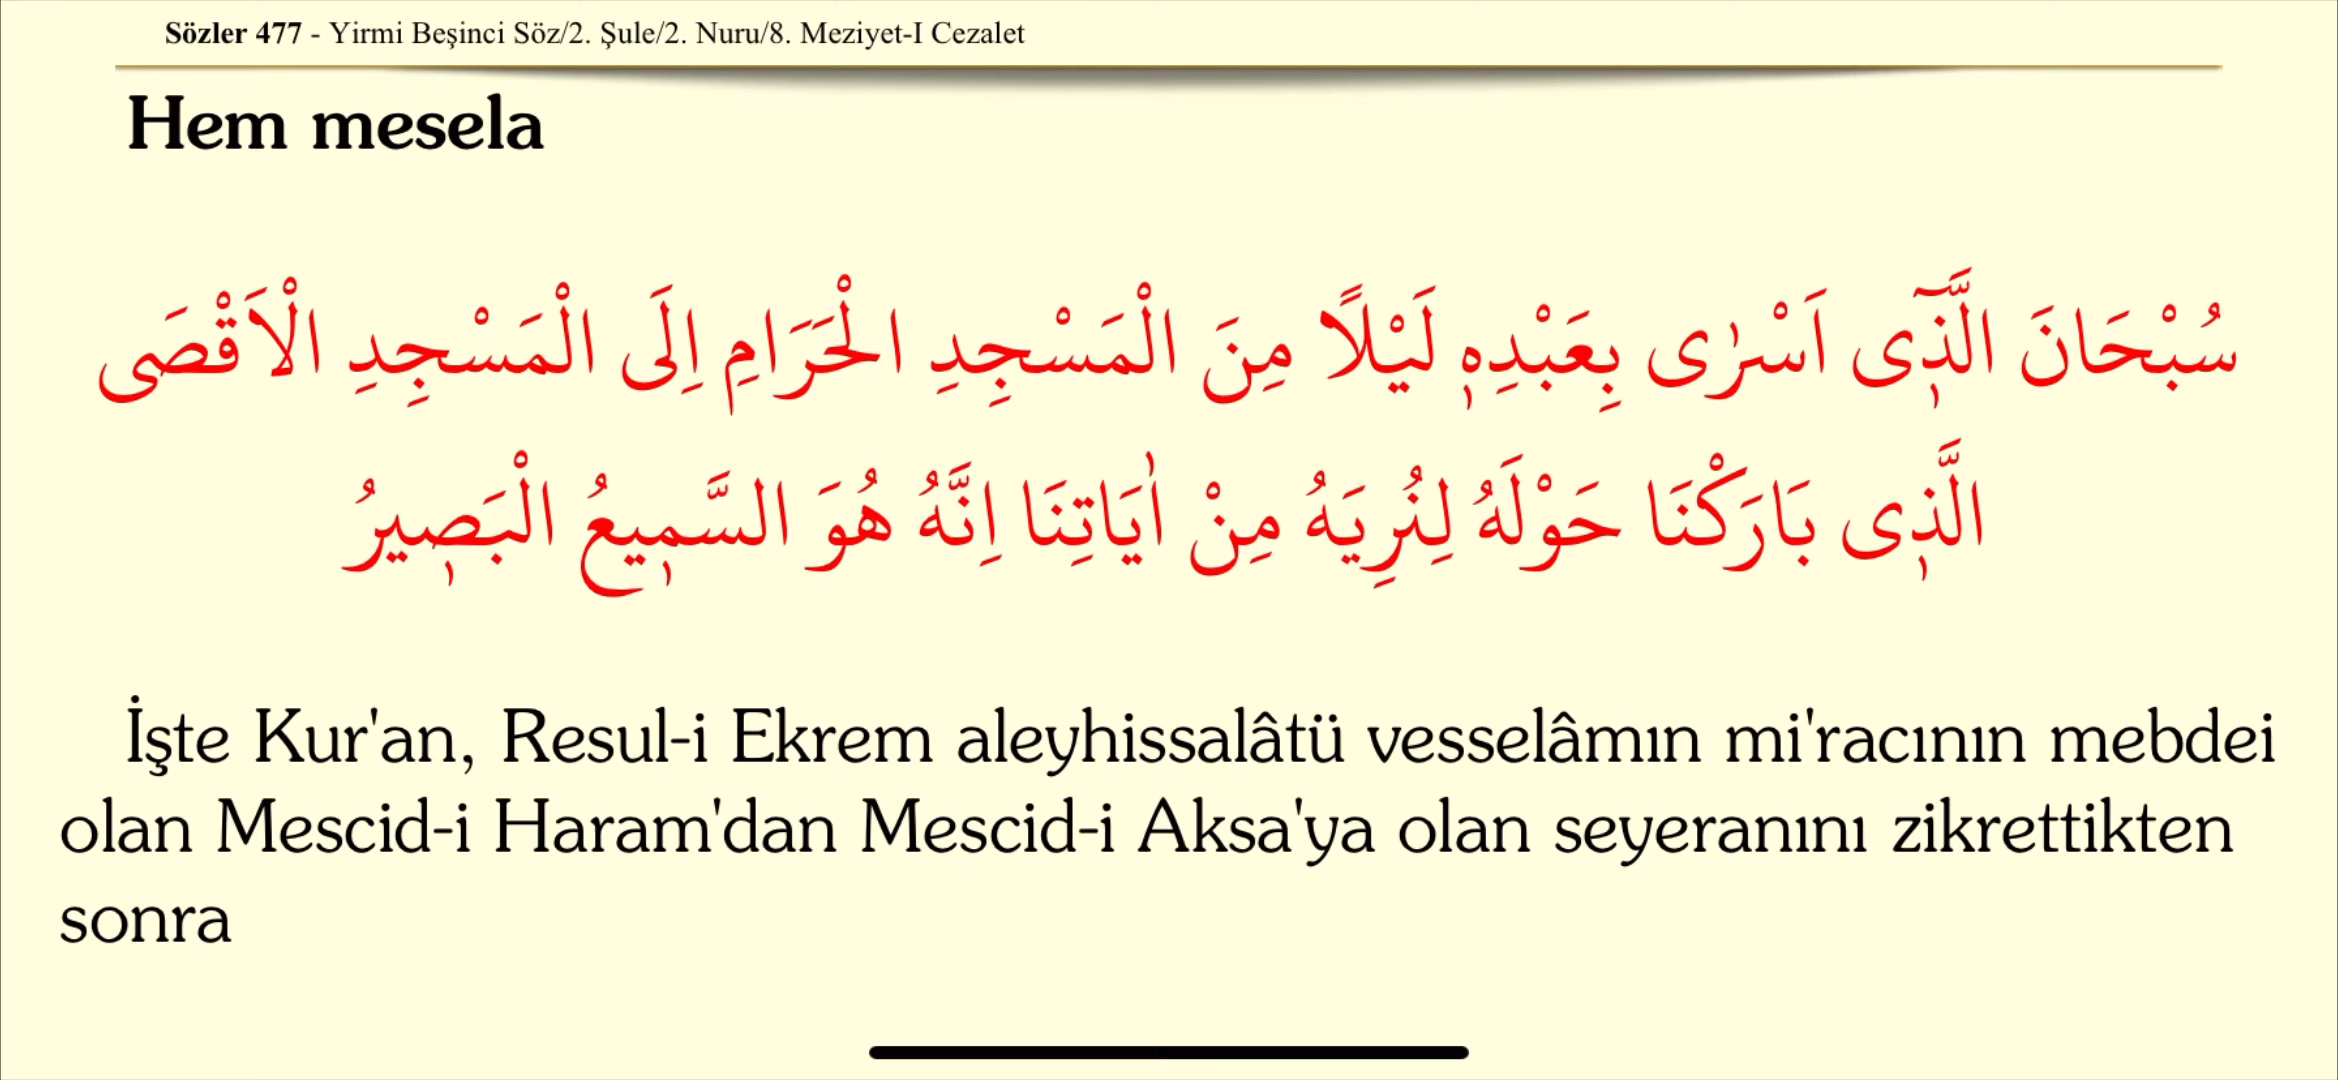 Sözler 477 - Yirmi Beşinci Söz/2. Şule/2. Nuru/8. Meziyet-I Cezalet
Hem mesela
سُبْحَانَ الَّذٖٓى اَسْرٰى بِعَبْدِهٖ لَيْلًا مِنَ الْمَسْجِدِ الْحَرَامِ اِلَى الْمَسْجِدِ الْاَقْصَى
الَّذٖى بَارَكْنَا حَوْلَهُ لِنُرِيَهُ مِنْ اٰيَاتِنَا اِنَّهُ هُوَ السَّمٖيعُ الْبَصٖيرُ
İşte Kur'an, Resul-i Ekrem aleyhissalâtü vesselâmın mi'racının mebdei
olan Mescid-i Haram'dan Mescid-i Aksa'ya olan seyeranını zikrettikten
sonra